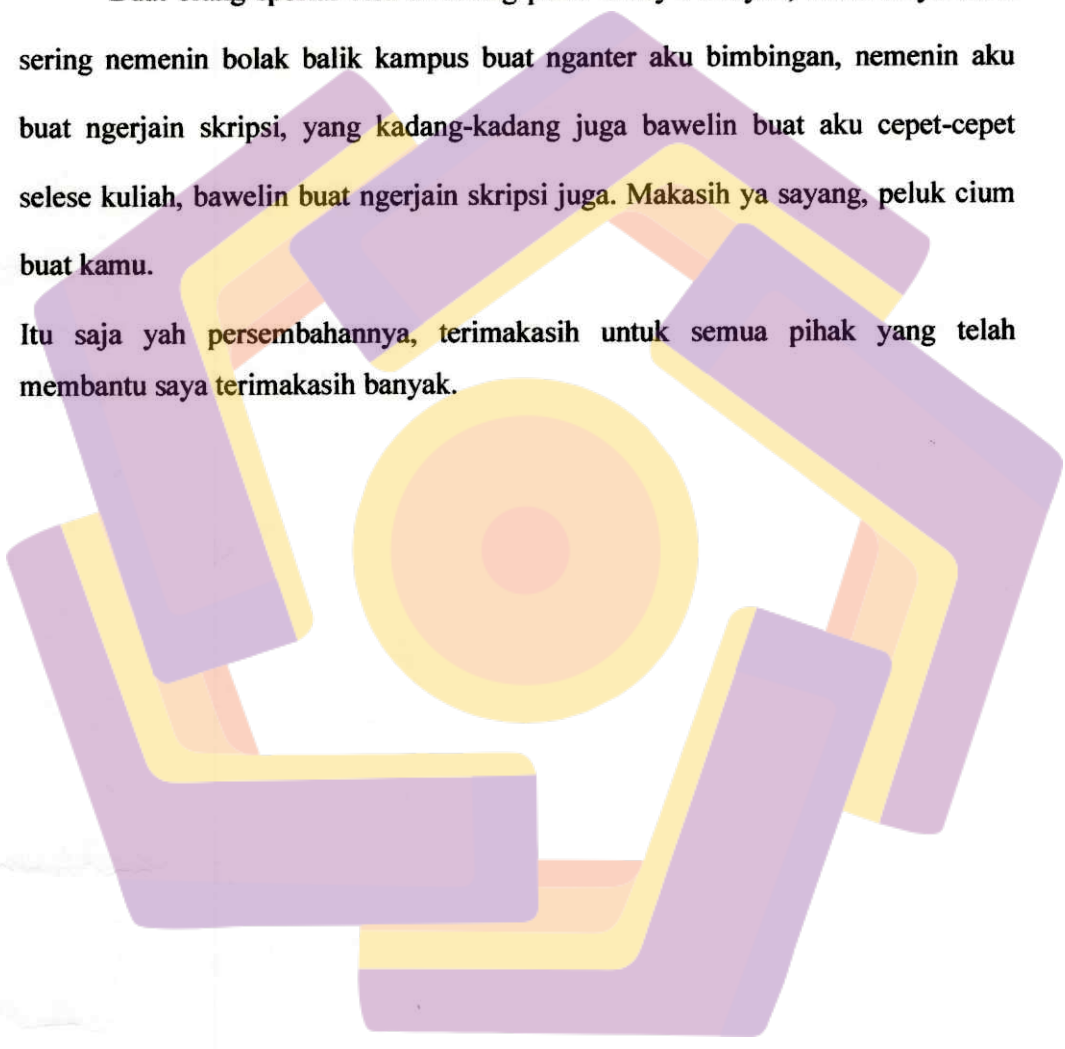 sering nemenin bolak balik kampus buat nganter aku bimbingan, nemenin aku
buat ngerjain skripsi, yang kadang-kadang juga bawelin buat aku cepet-cepet
selese kuliah, bawelin buat ngerjain skripsi juga. Makasih ya sayang, peluk cium
buat kamu.
Itu saja yah persembahannya, terimakasih untuk semua pihak yang telah
membantu saya terimakasih banyak.